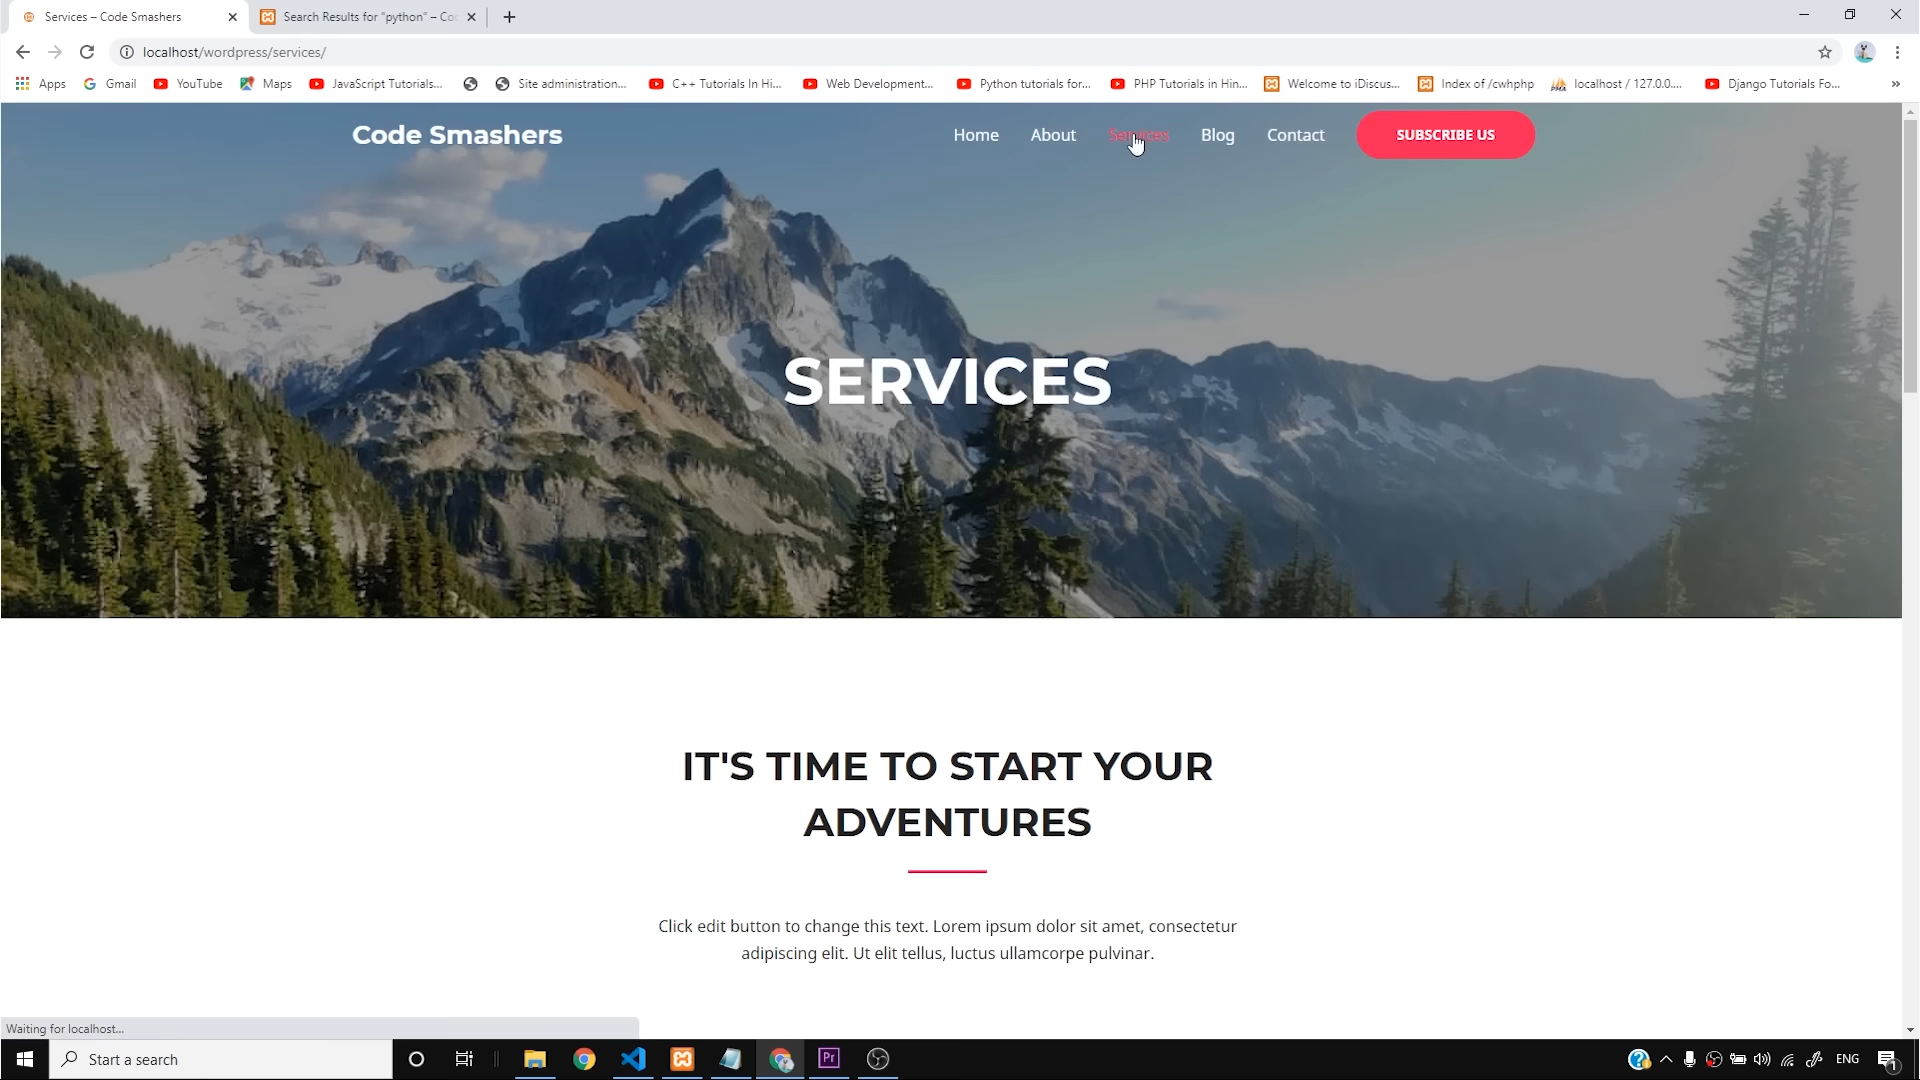 Services – Code Smashers
Search Results for "python" – Co
localhost/wordpress/services/
Apps
Gmail
YouTube
Maps
JavaScript Tutorials...
Site administration...
C++ Tutorials In Hi...
Web Development...
Python tutorials for...
PHP Tutorials in Hin...
Welcome to iDiscus...
Index of /cwhphp
localhost / 127.0.0....
Django Tutorials Fo...
»
Code Smashers
Home
About
Services
Blog
Contact
SUBSCRIBE US
SERVICES
IT'S TIME TO START YOUR
ADVENTURES
Click edit button to change this text. Lorem ipsum dolor sit amet, consectetur
adipiscing elit. Ut elit tellus, luctus ullamcorpe pulvinar.
Waiting for localhost...
Start a search
Pr
ENG
1